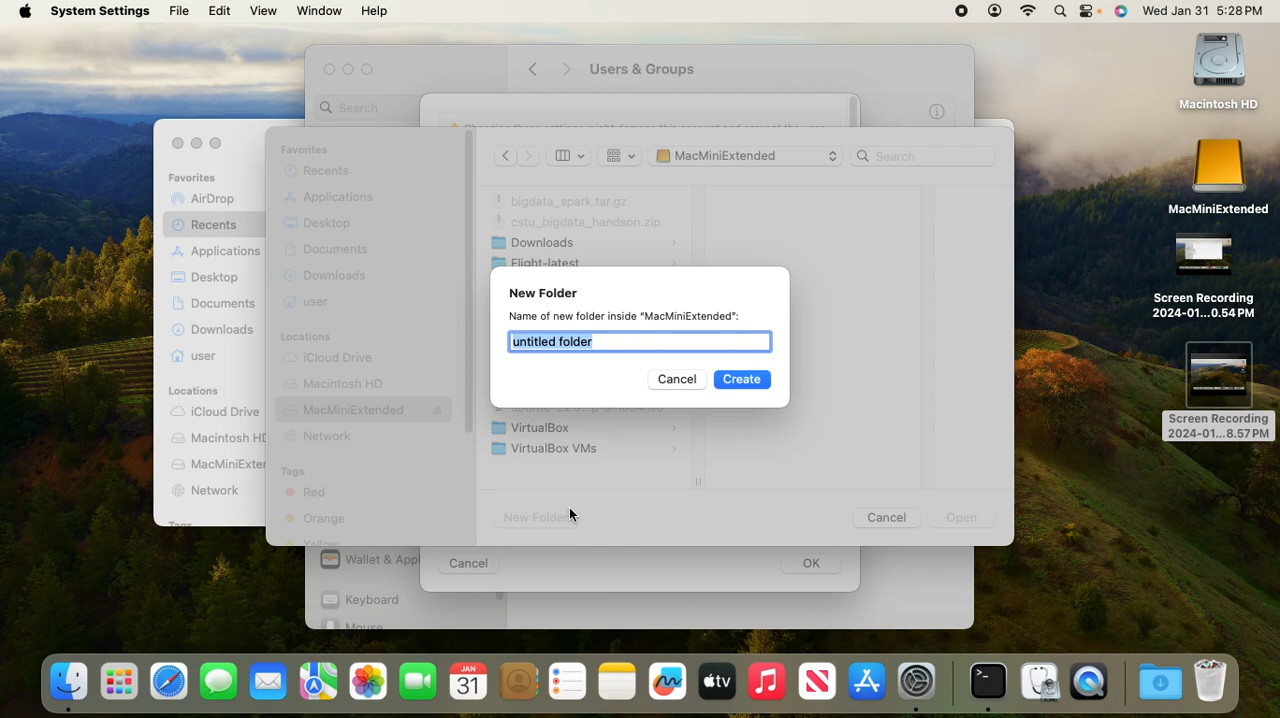 System Settings File Edit View Window Help Wed Jan 31 5:28 PM
Users & Groups
Search
Macintosh HD
MacMiniExtended
Screen Recording
2024-01...0.54 PM
Screen Recording
2024-01...8.57 PM
Favorites
AirDrop
Recents
Applications
Desktop
Documents
Downloads
user
Locations
iCloud Drive
Macintosh HD
MacMiniExter
Network
Tags
Favorites
Recents
Applications
Desktop
Documents
Downloads
user
Locations
iCloud Drive
Macintosh HD
MacMiniExtended
Network
Tags
Red
Orange
Yellow
MacMiniExtended
Search
bigdata_spark.tar.gz
cstu_bigdata_handson.zip
Downloads
Flight-latest
New Folder
Name of new folder inside "MacMiniExtended":
untitled folder
Cancel Create
VirtualBox
VirtualBox VMs
New Folder
Cancel Open
Wallet & Appl
Cancel OK
Keyboard
Mouse
JAN
31
tv